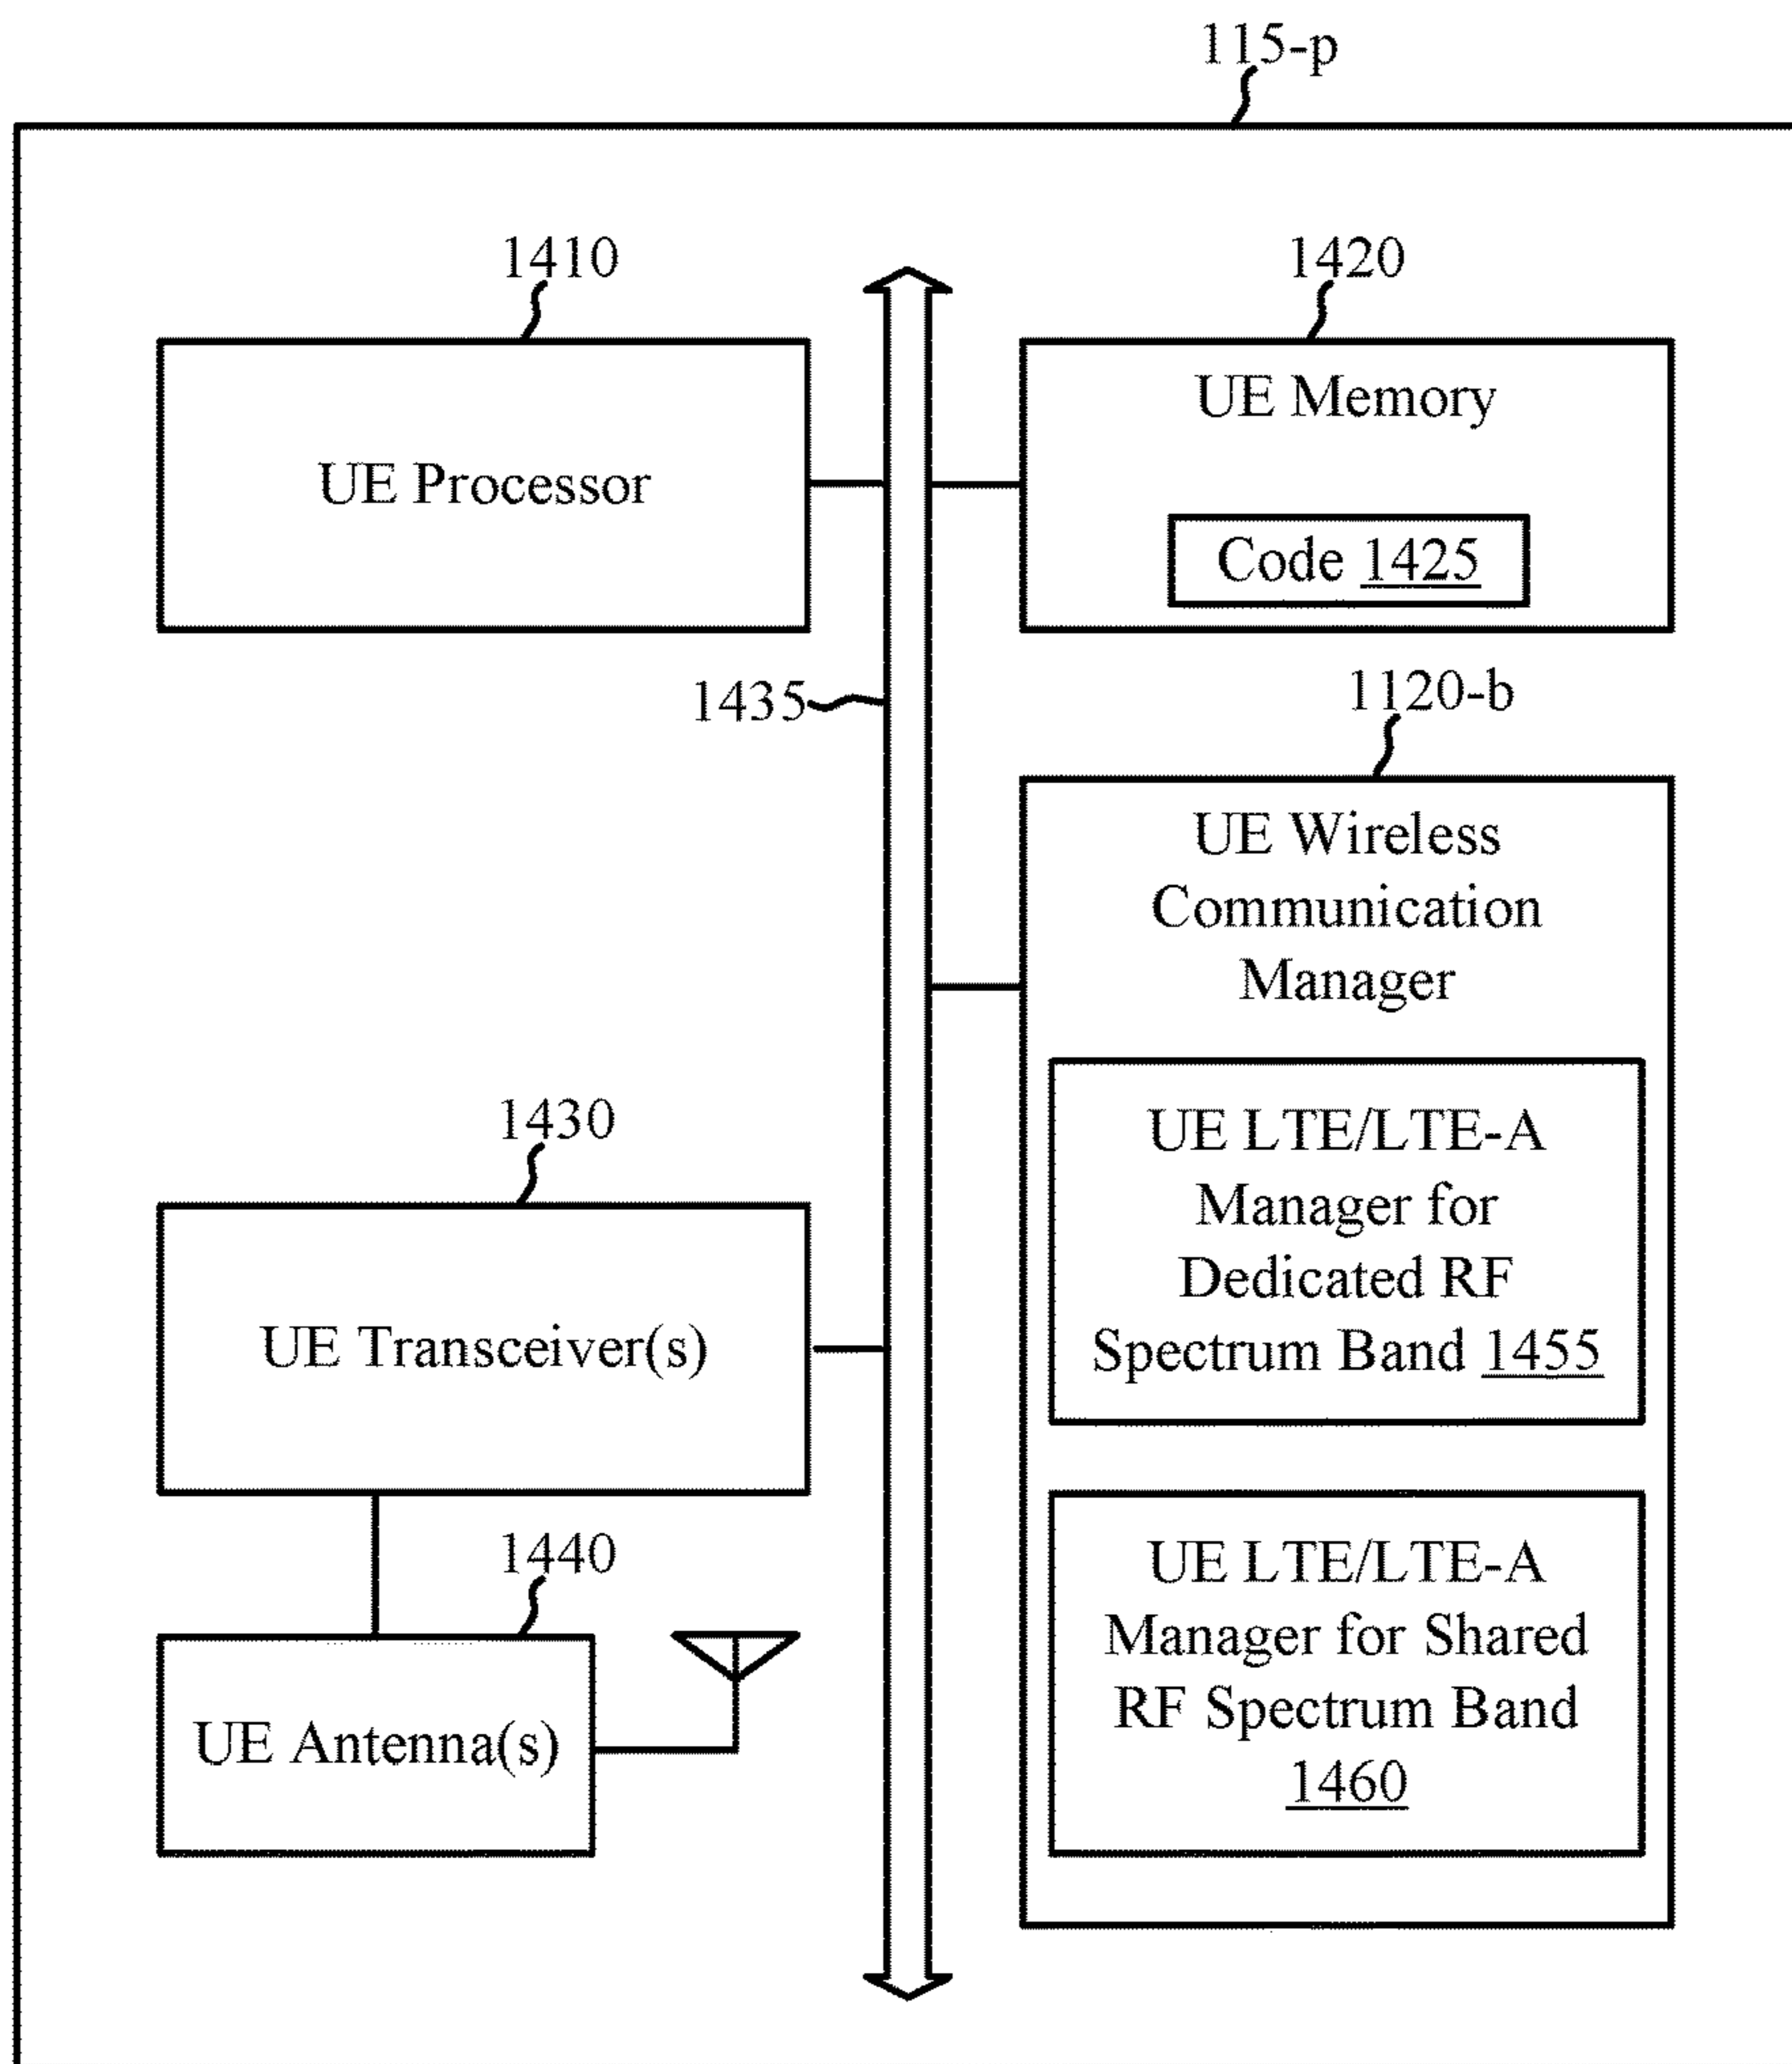 115-p
1410
1420
UE Processor
UE Memory
Code 1425
1435
1120-b
UE Wireless
Communication
Manager
UE LTE/LTE-A
Manager for
Dedicated RF
Spectrum Band 1455
1430
UE Transceiver(s)
1440
UE Antenna(s)
UE LTE/LTE-A
Manager for Shared
RF Spectrum Band
1460